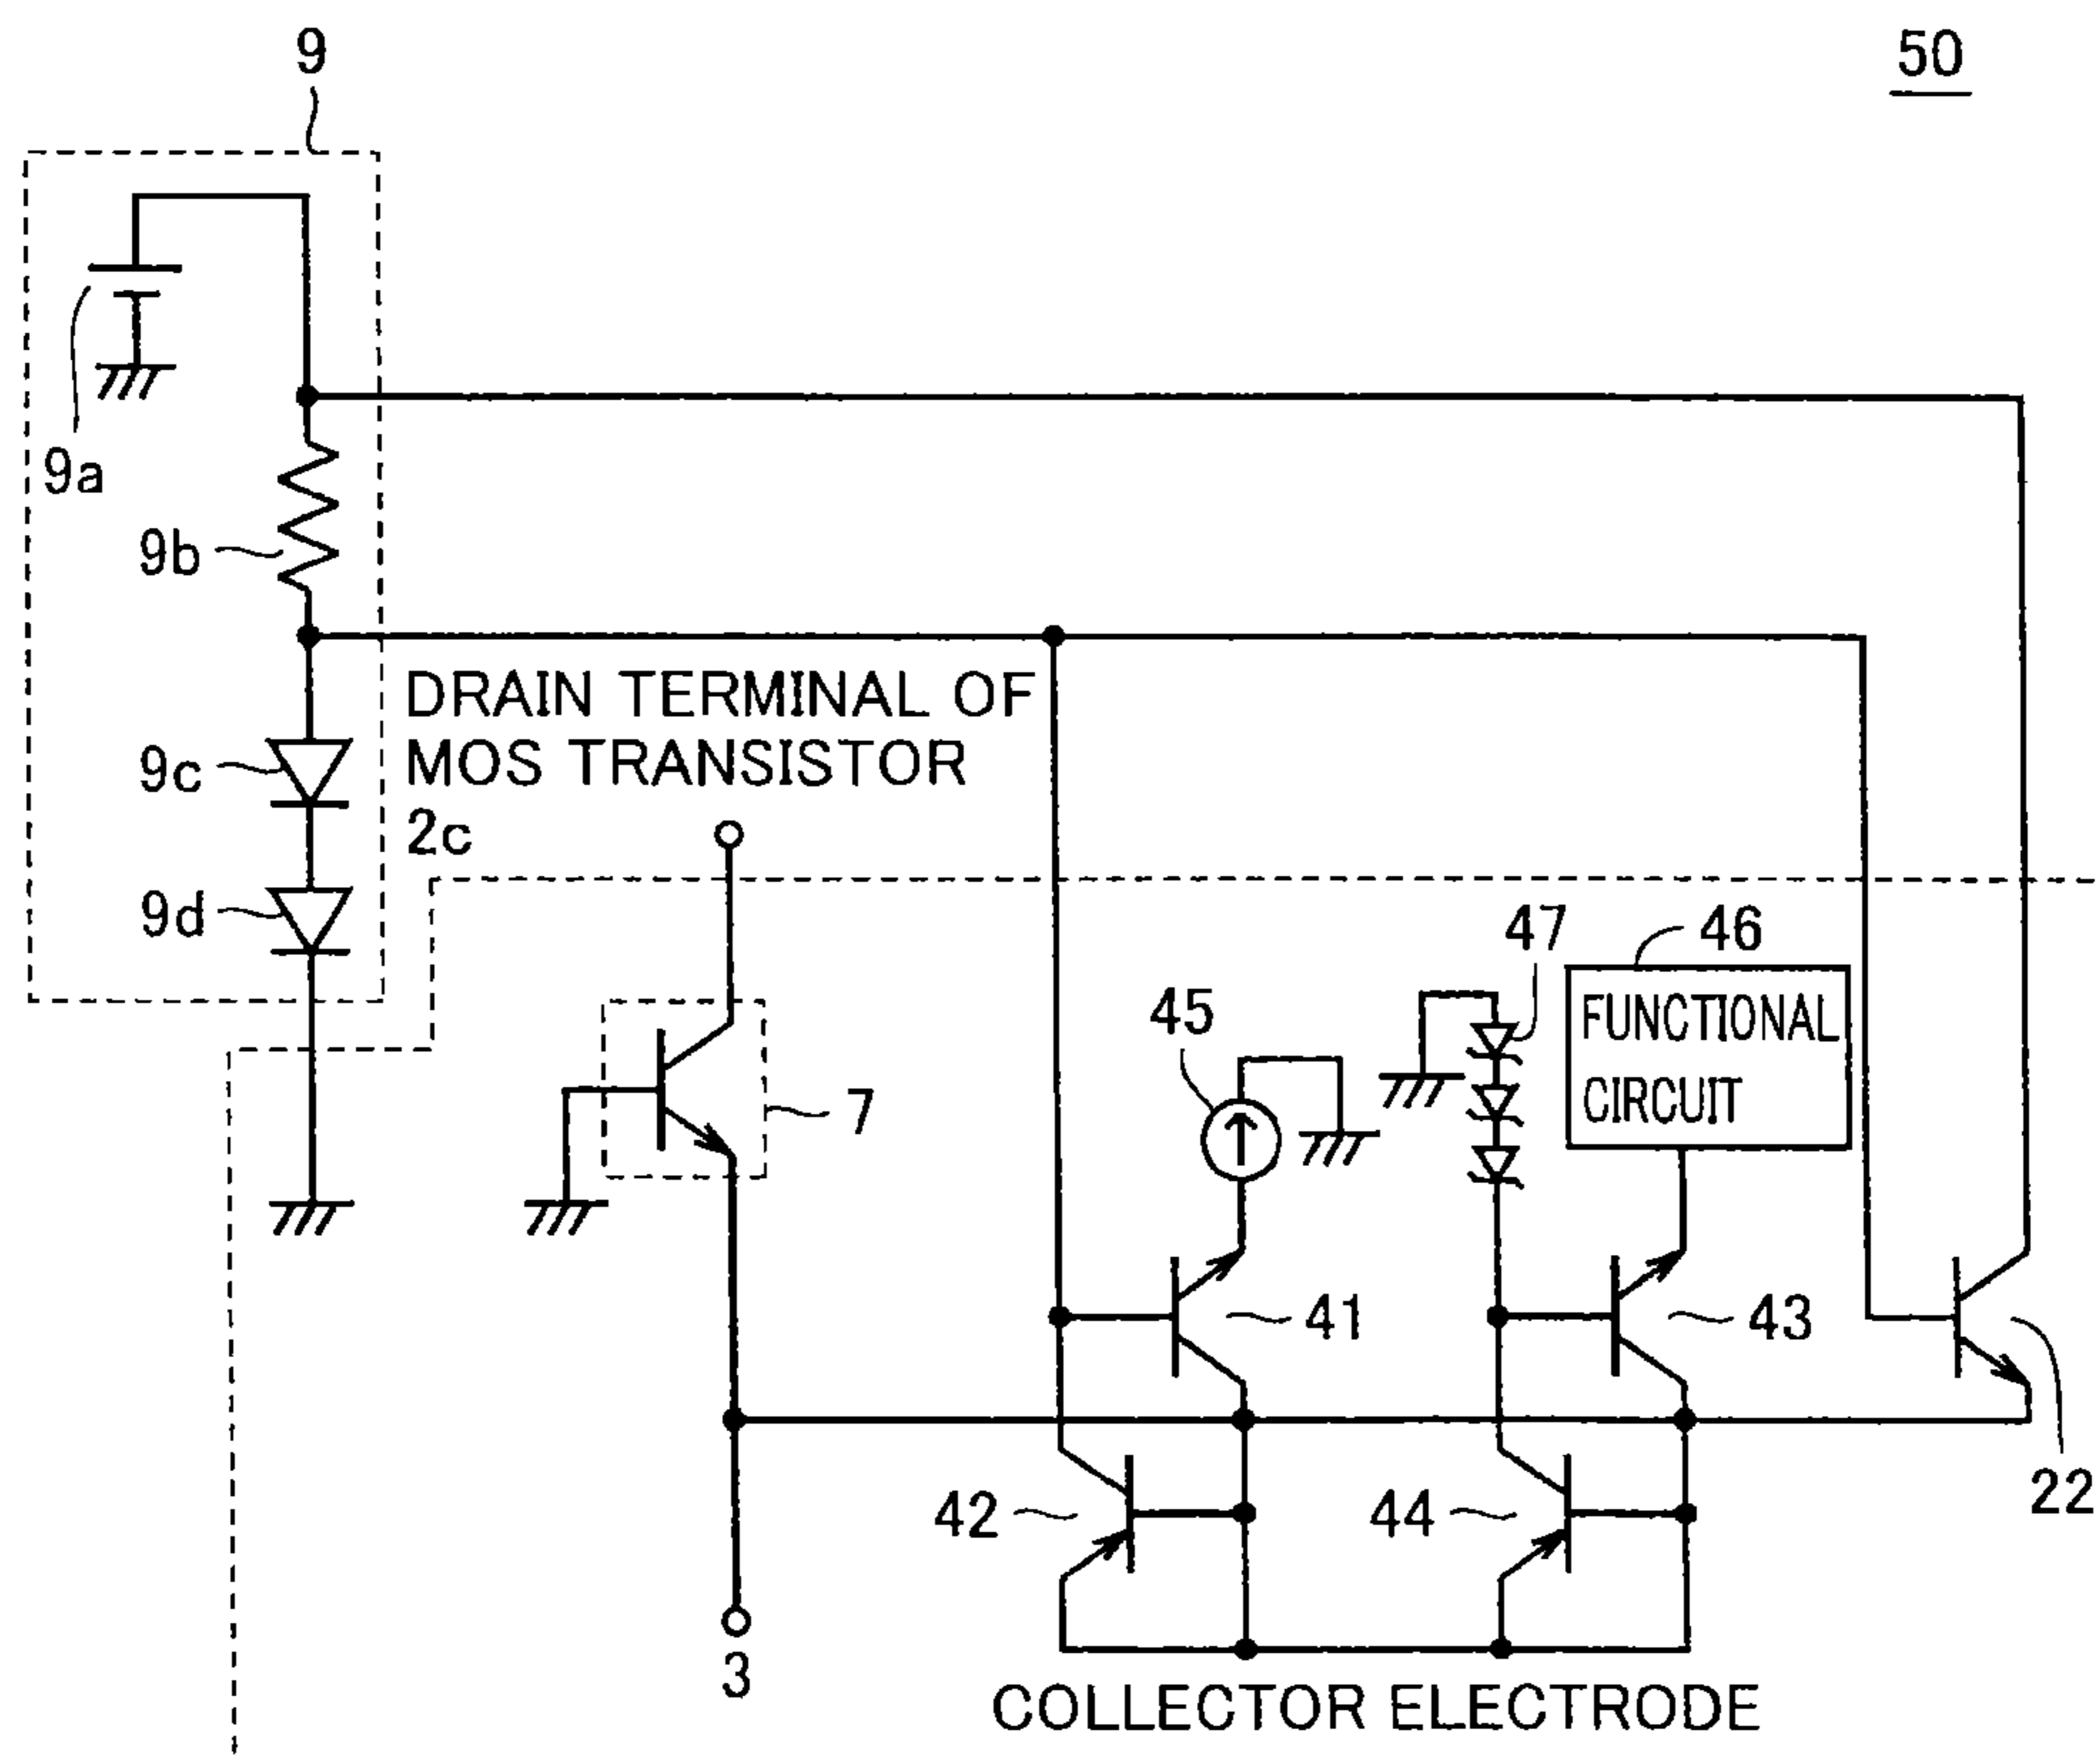 9
50
9a
9b
DRAIN TERMINAL OF
MOS TRANSISTOR
2c
9c
9d
47
46
45
FUNCTIONAL
CIRCUIT
7
41
43
42
44
22
3
COLLECTOR ELECTRODE